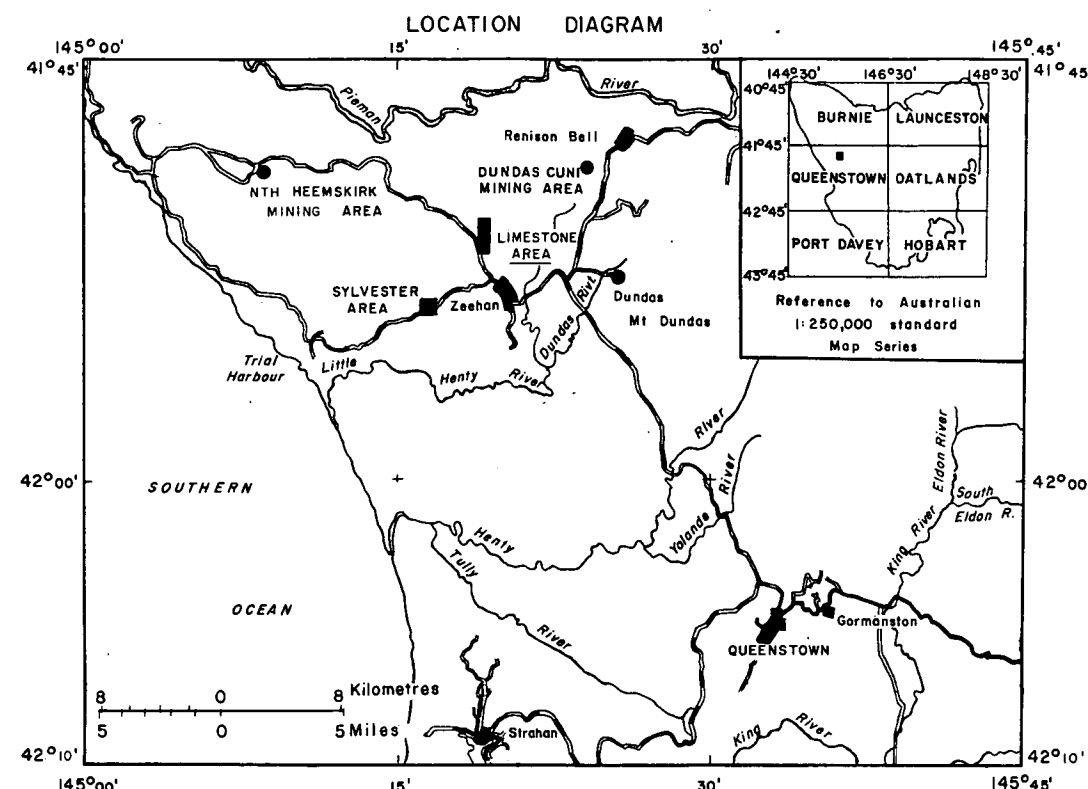 LOCATION DIAGRAM
145°00'
15'
30'
145°45'
41°45'
41°45
Pieman
River
Renison Bell
DUNDAS CUNI
MINING AREA
NTH HEEMSKIRK
MINING AREA
LIMESTONE
AREA
SYLVESTER
AREA
Zeehan
Dundas
Mt Dundas
Dundas Rivt
Trial
Harbour
Little
Henty
River
144°30'
146°30'
148°30'
40°45'
BURNIE
LAUNCESTON
41°45'
QUEENSTOWN
OATLANDS
42°45'
PORT DAVEY
HOBART
43°45'
Reference to Australian
1:250,000 standard
Map Series
River
River
Eldon River
42°00'
42°00
SOUTHERN
South
Eldon R.
Henty
Yolande
King River
Tully
River
OCEAN
Gormanston
QUEENSTOWN
8 0 8 Kilometres
5 0 5 Miles
Strahan
King River
42°10'
42°10'
145°00'
15'
30'
145°45'